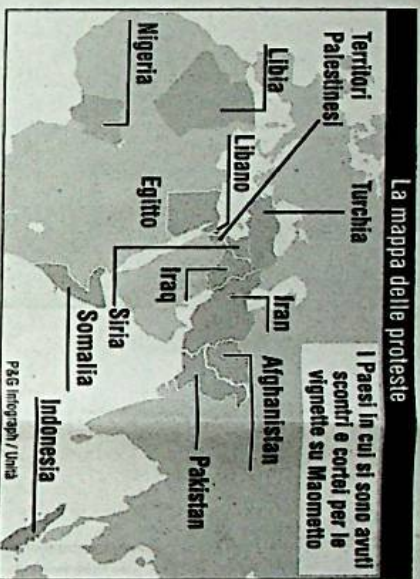 La mappa delle proteste
I Paesi in cui si sono avuti
scontri e cortei per le
vignette su Maometto
Territori
Palestinesi
Turchia
Libia
Libano
Iran
Afghanistan
Nigeria
Egitto
Iraq
Siria
Pakistan
Somalia
Indonesia
P&G Infograph / Unità